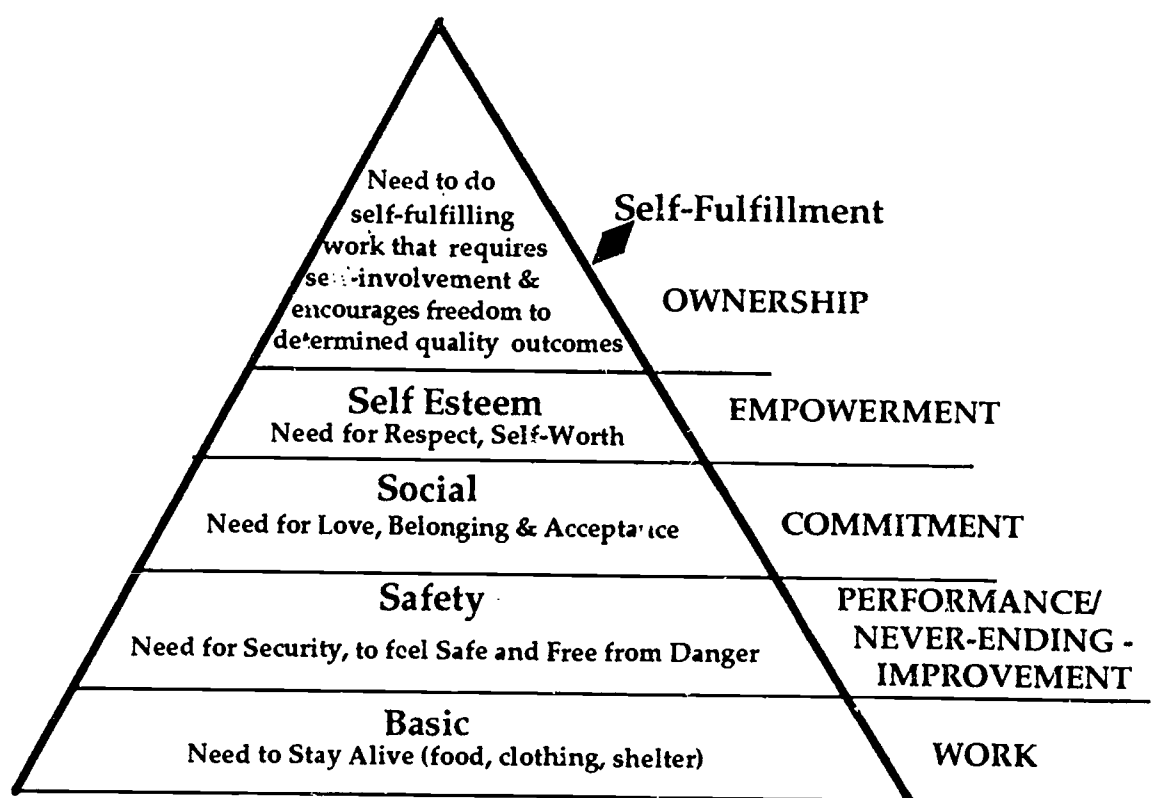 Need to do
self-fulfilling
work that requires
-involvement &
encourages freedom to
determined quality outcomes
Self-Fulfillment
OWNERSHIP
Self Esteem
Need for Respect, Self-Worth
EMPOWERMENT
Social
Need for Love, Belonging & Acceptance
COMMITMENT
Safety
Need for Security, to feel Safe and Free from Danger
PERFORMANCE/
NEVER-ENDING -
IMPROVEMENT
Basic
Need to Stay Alive (food, clothing, shelter)
WORK